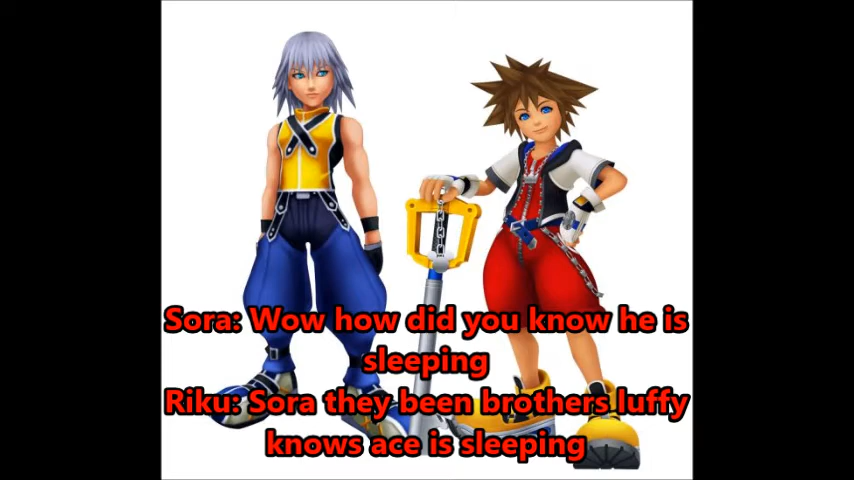 Sora: Wow how did you know he is
sleeping
Riku: Sora they been brothers luffy
knows ace is sleeping